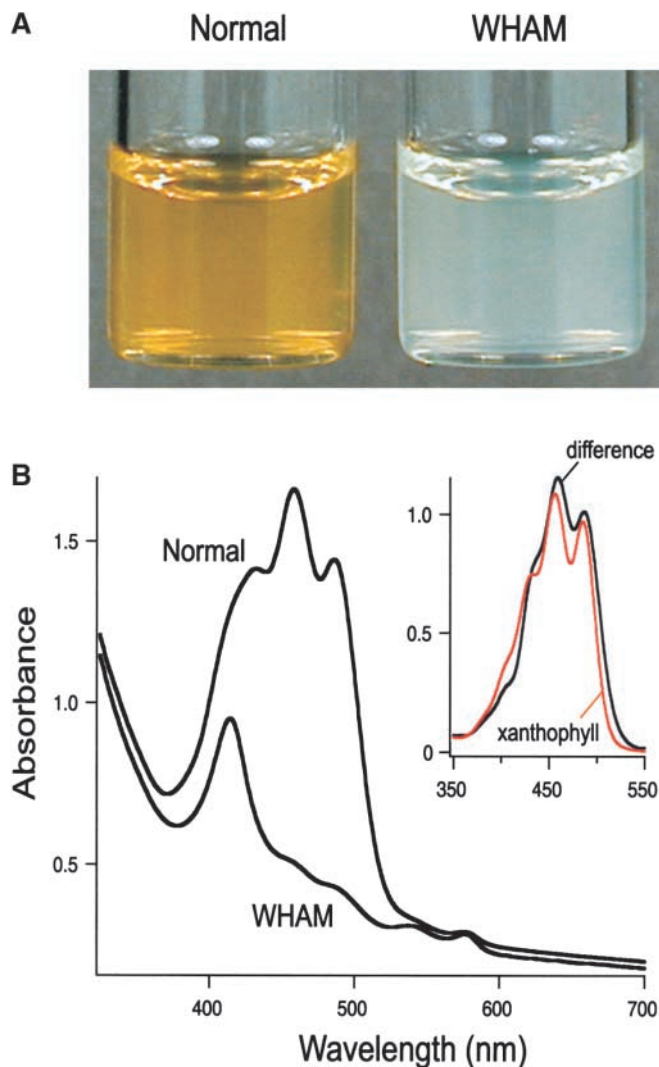 A
Normal
WHAM
B
Absorbance
1.5
1.0
0.5
Normal
WHAM
400
500
600
700
Wavelength (nm)
difference
1.0
0.5
0
xanthophyll
350
450
550